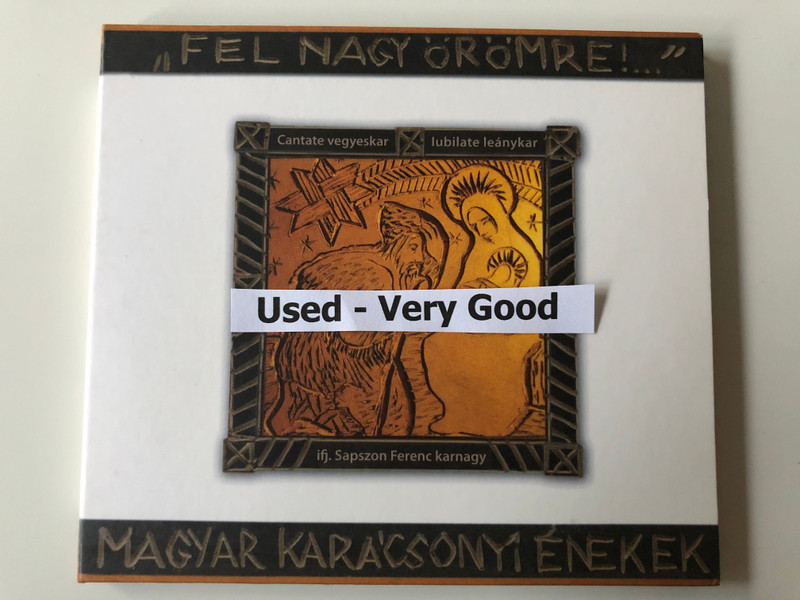 „FEL NAGY ÖRÖMRE!...”
Cantate vegyeskar
Iubilate leánykar
Used - Very Good
ifj. Sapszon Ferenc karnagy
MAGYAR KARÁCSONYI ÉNEKEK